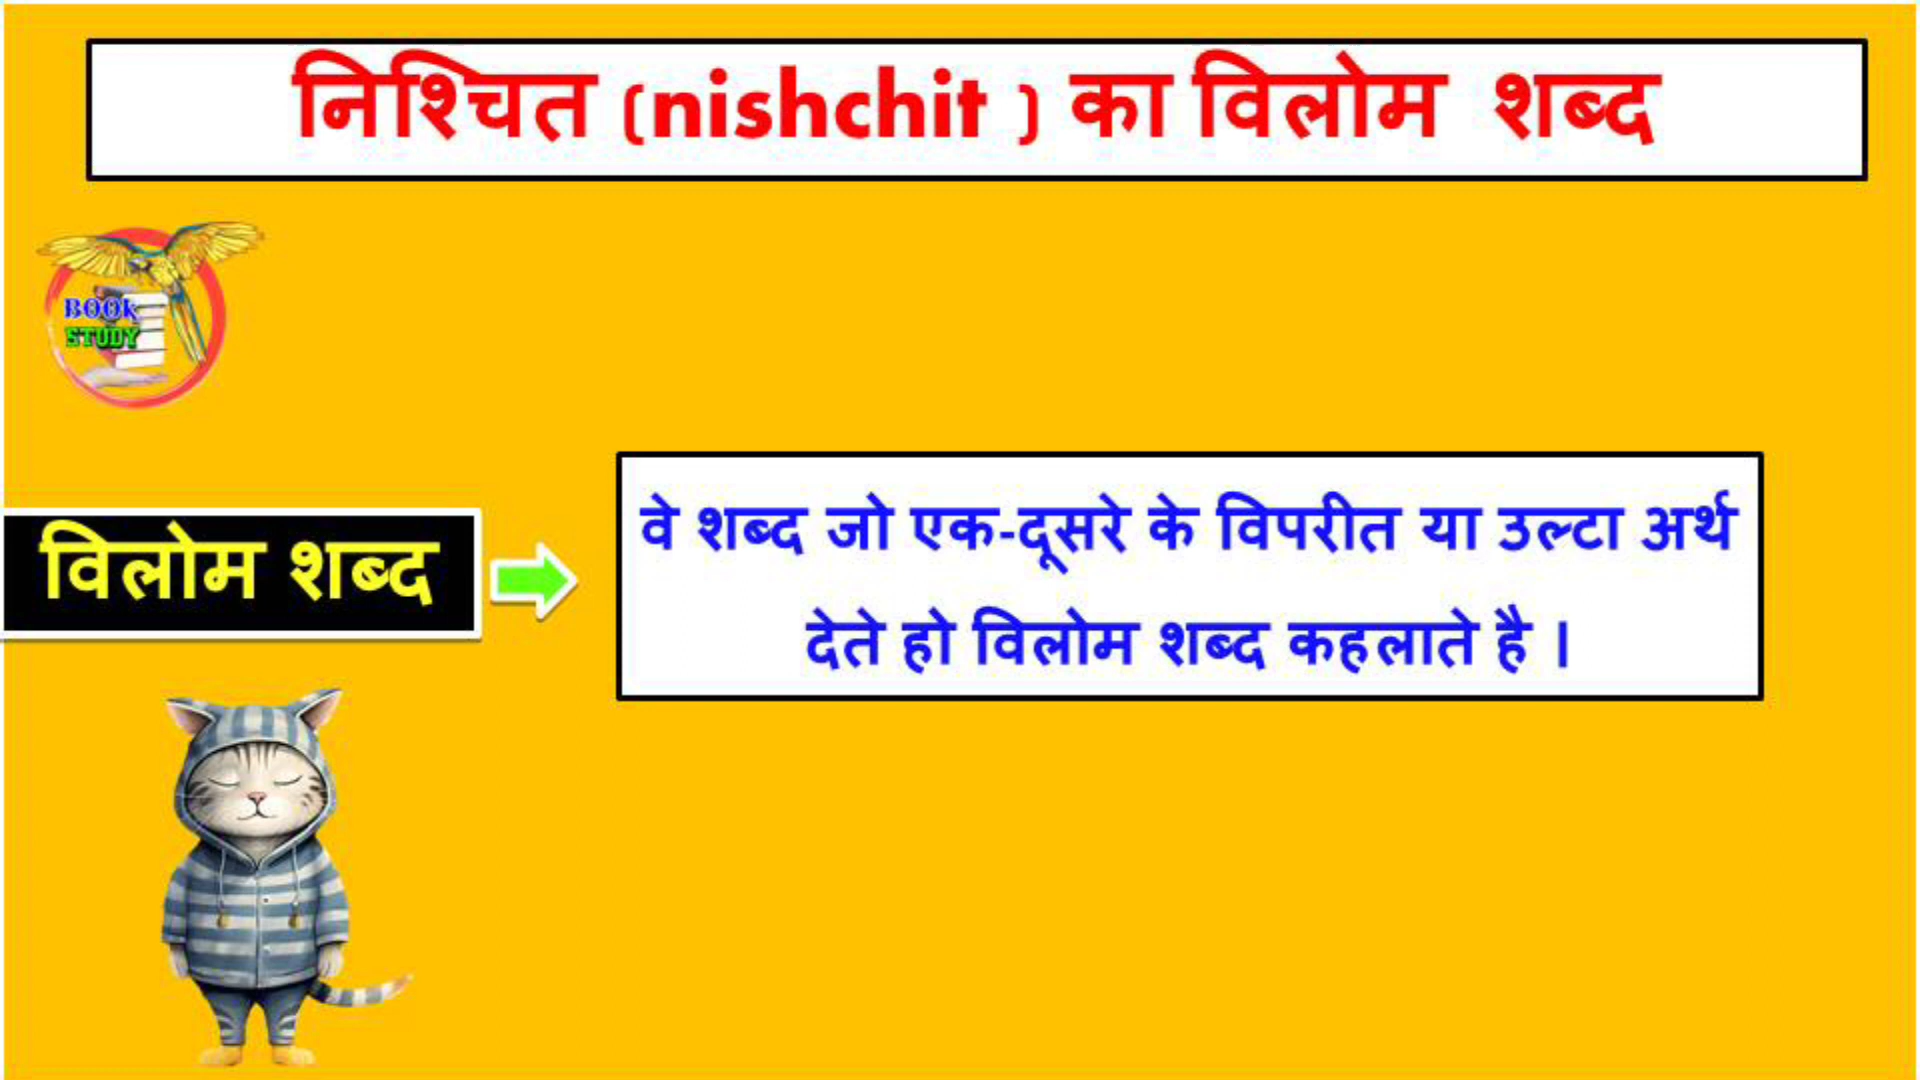 निश्चित (nishchit ) का विलोम शब्द
BOOK
STUDY
विलोम शब्द
वे शब्द जो एक-दूसरे के विपरीत या उल्टा अर्थ
देते हो विलोम शब्द कहलाते है ।